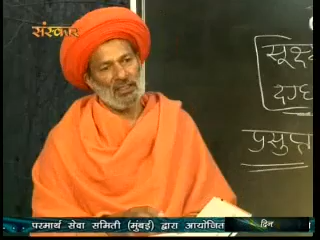 संस्कार
सूक्ष्
दग्ध
प्रसुप्त
परमार्थ सेवा समिती (मुंबई) द्वारा आयोजित
दिन